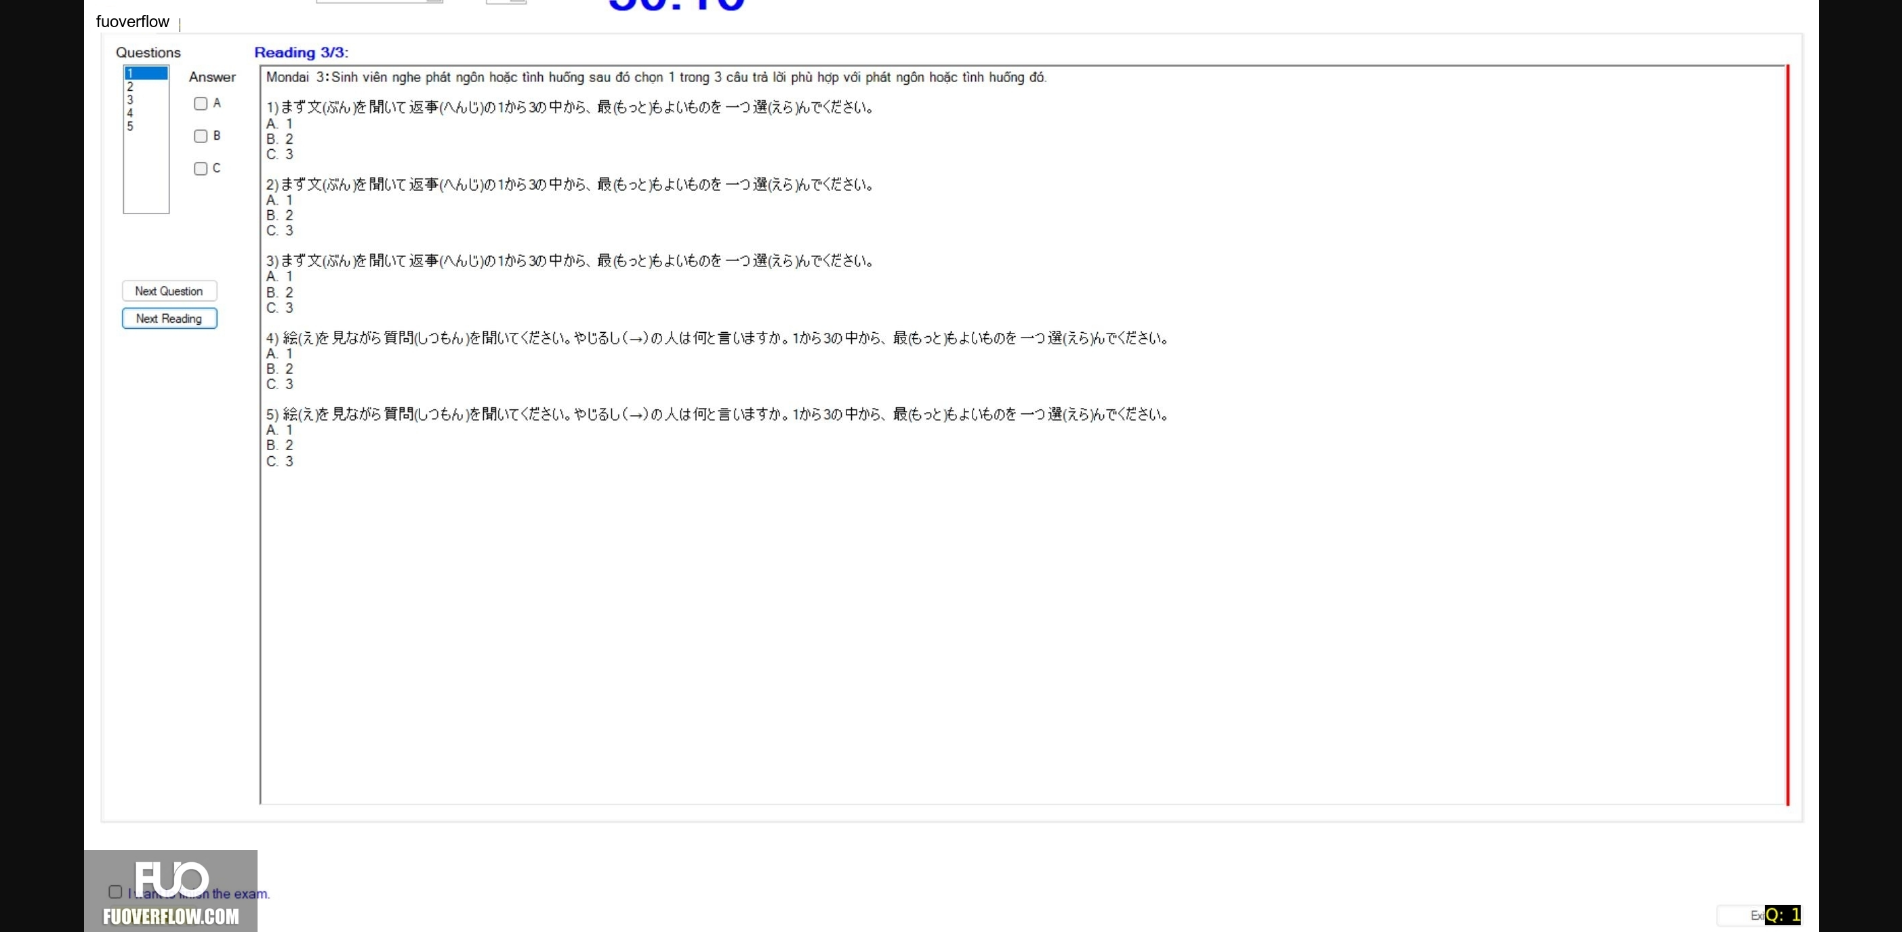 fuoverflow
Questions
Reading 3/3:
1
2
3
4
5
Answer
A
B
C
Next Question
Next Reading
Mondai 3:Sinh viên nghe phát ngôn hoặc tình huống sau đó chọn 1 trong 3 câu trả lời phù hợp với phát ngôn hoặc tình huống đó.
1)まず文(ぶん)を聞いて返事(へんじ)の1から3の中から、最(もっと)もよいものを一つ選(えら)んでください。
A. 1
B. 2
C. 3
2)まず文(ぶん)を聞いて返事(へんじ)の1から3の中から、最(もっと)もよいものを一つ選(えら)んでください。
A. 1
B. 2
C. 3
3)まず文(ぶん)を聞いて返事(へんじ)の1から3の中から、最(もっと)もよいものを一つ選(えら)んでください。
A. 1
B. 2
C. 3
4) 絵(え)を見ながら質問(しつもん)を聞いてください。やじるし(→)の人は何と言いますか。1から3の中から、最(もっと)もよいものを一つ選(えら)んでください。
A. 1
B. 2
C. 3
5) 絵(え)を見ながら質問(しつもん)を聞いてください。やじるし(→)の人は何と言いますか。1から3の中から、最(もっと)もよいものを一つ選(えら)んでください。
A. 1
B. 2
C. 3
FUO
the exam.
FUOVERFLOW.COM
Q: 1